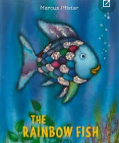 Marcus Pfister
THE
RAINBOW FISH